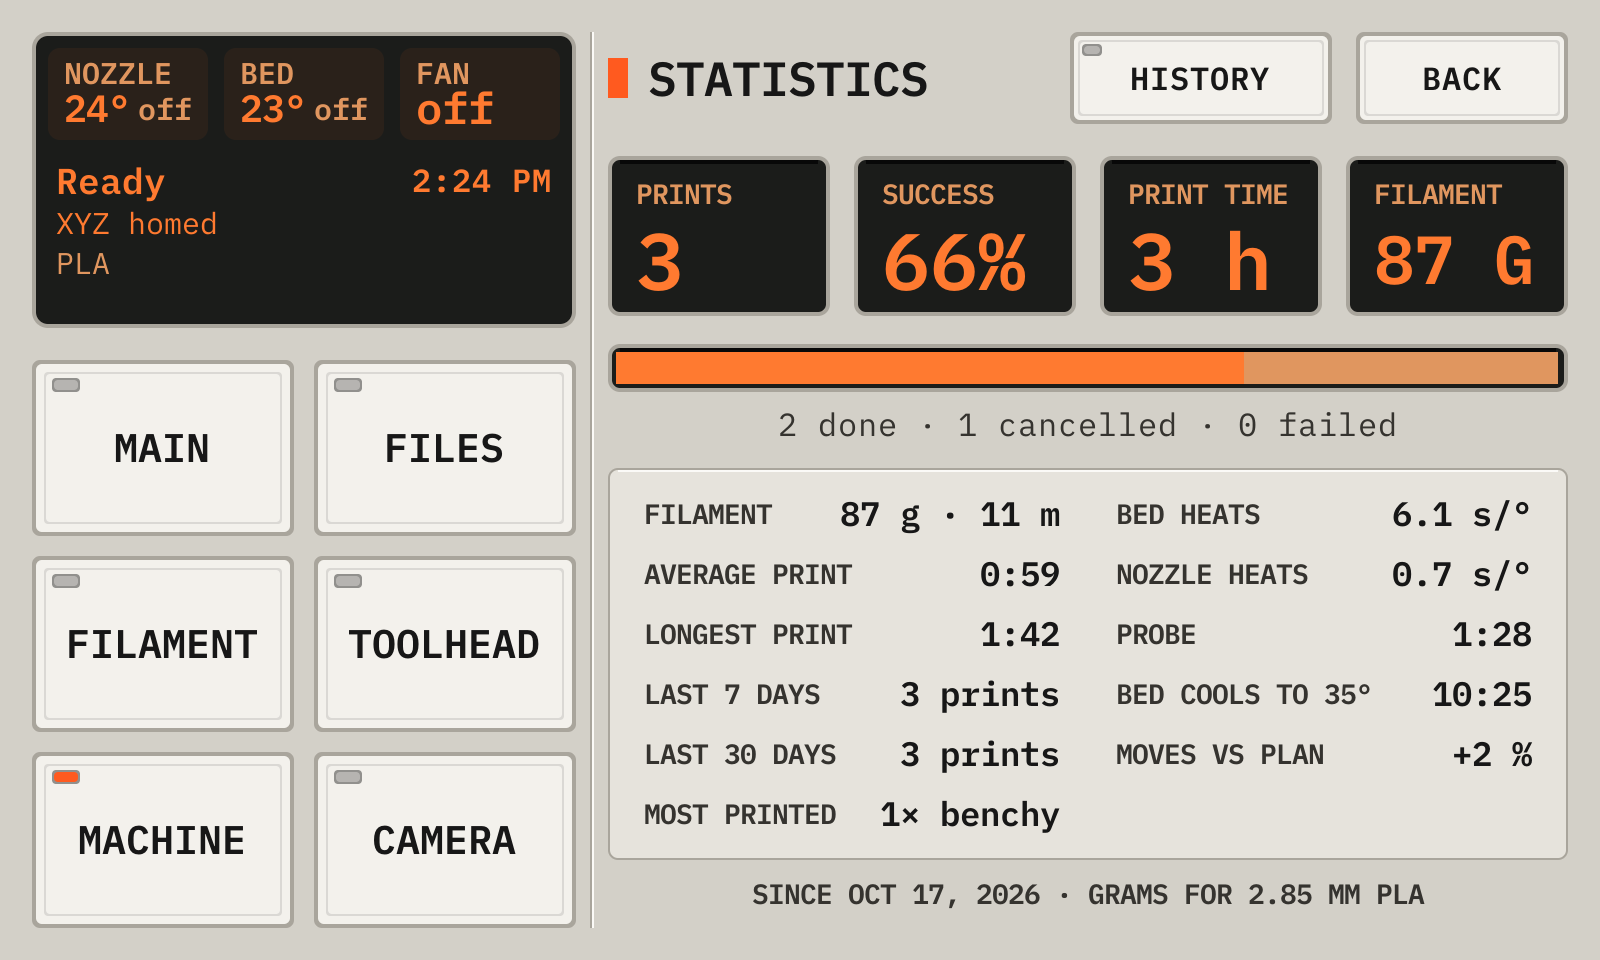 NOZZLE BED FAN
24° off 23° off off
Ready 2:24 PM
XYZ homed
PLA
MAIN FILES
FILAMENT TOOLHEAD
MACHINE CAMERA
STATISTICS HISTORY BACK
PRINTS SUCCESS PRINT TIME FILAMENT
3 66% 3 h 87 G
2 done · 1 cancelled · 0 failed
FILAMENT 87 g · 11 m BED HEATS 6.1 s/°
AVERAGE PRINT 0:59 NOZZLE HEATS 0.7 s/°
LONGEST PRINT 1:42 PROBE 1:28
LAST 7 DAYS 3 prints BED COOLS TO 35° 10:25
LAST 30 DAYS 3 prints MOVES VS PLAN +2 %
MOST PRINTED 1× benchy
SINCE OCT 17, 2026 · GRAMS FOR 2.85 MM PLA